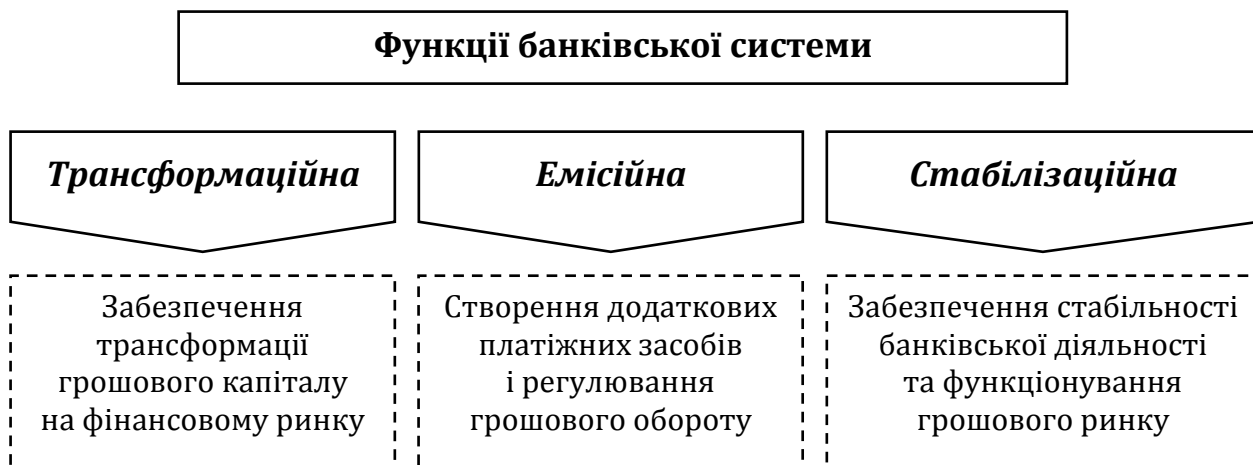 Функції банківської системи
Трансформаційна
Забезпечення
трансформації
грошового капіталу
на фінансовому ринку
Емісійна
Створення додаткових
платіжних засобів
і регулювання
грошового обороту
Стабілізаційна
Забезпечення стабільності
банківської діяльності
та функціонування
грошового ринку